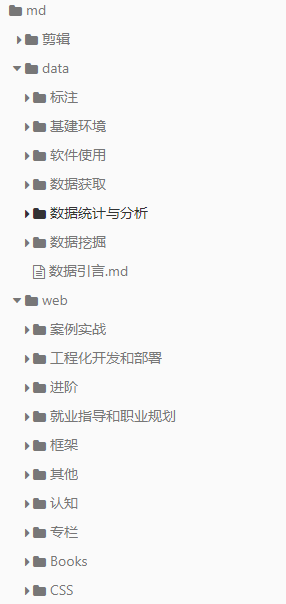 md
剪辑
data
标注
基建环境
软件使用
数据获取
数据统计与分析
数据挖掘
数据引言.md
web
案例实战
工程化开发和部署
进阶
就业指导和职业规划
框架
其他
认知
专栏
Books
CSS